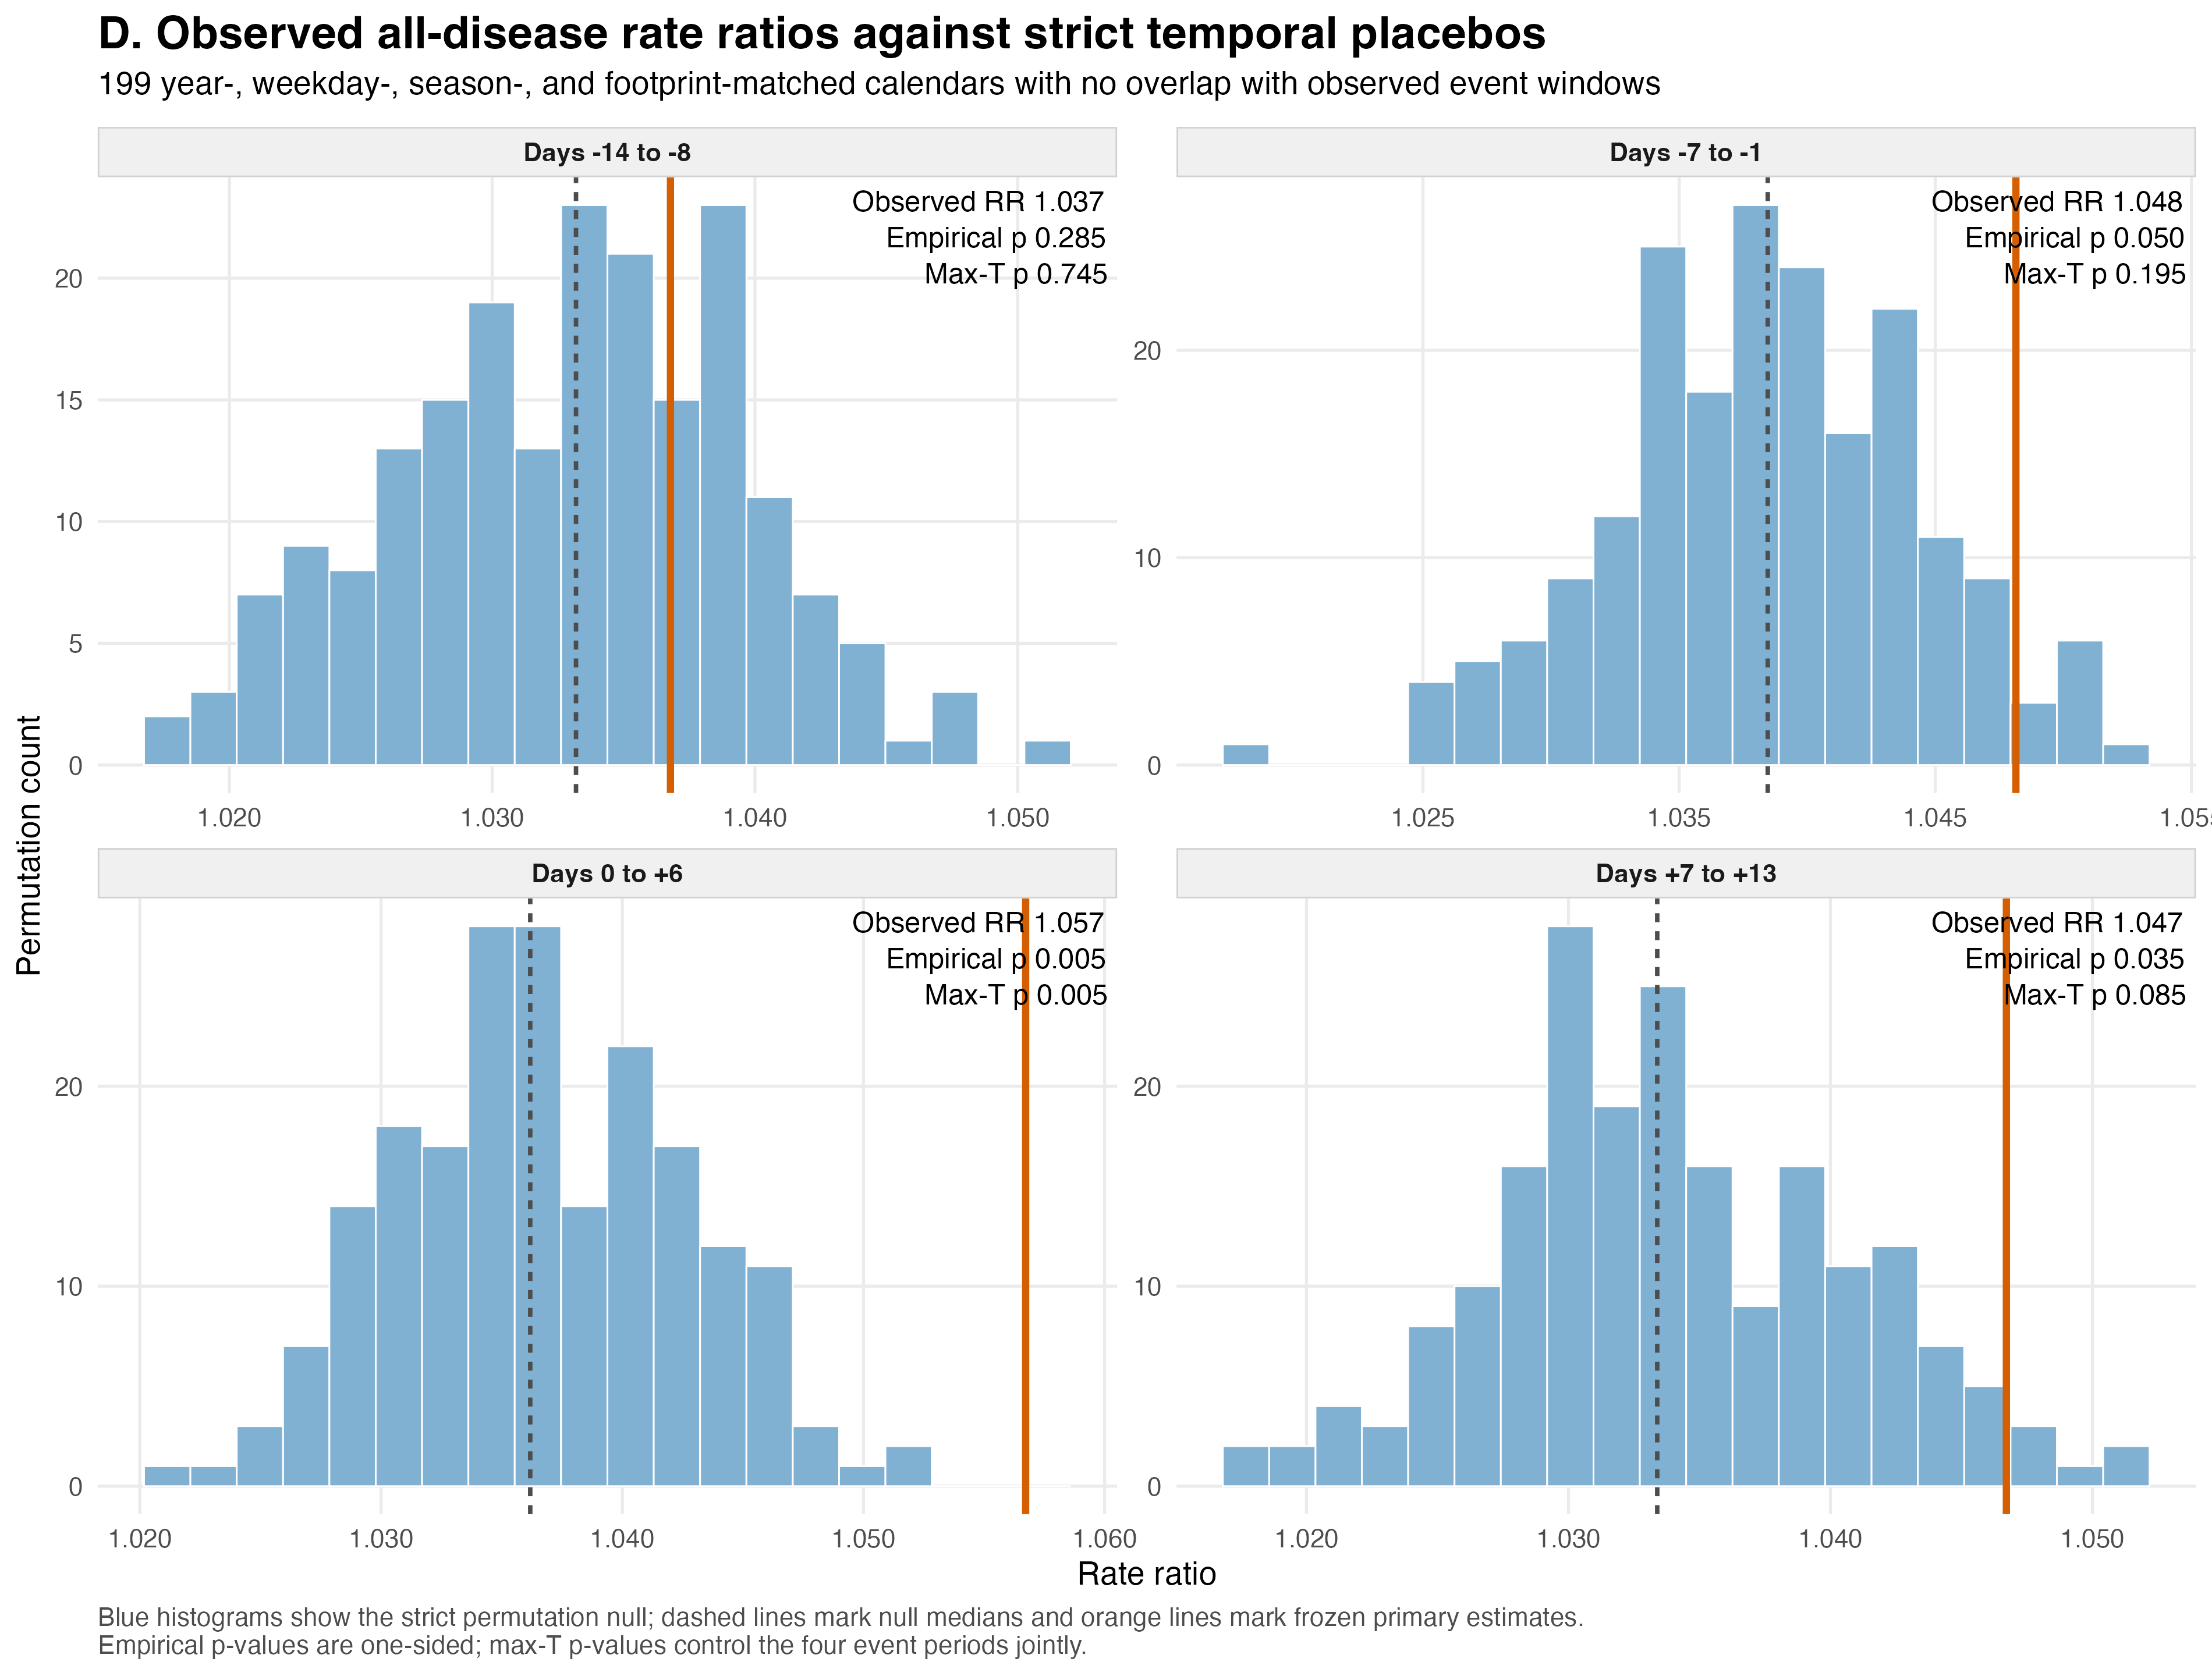 D. Observed all-disease rate ratios against strict temporal placebos
199 year-, weekday-, season-, and footprint-matched calendars with no overlap with observed event windows
Days -14 to -8
Observed RR 1.037
Empirical p 0.285
Max-T p 0.745
20
15
10
5
0
1.020
1.030
1.040
1.050
Days -7 to -1
Observed RR 1.048
Empirical p 0.050
Max-T p 0.195
20
10
0
1.025
1.035
1.045
Permutation count
Days 0 to +6
Observed RR 1.057
Empirical p 0.005
Max-T p 0.005
20
10
0
1.020
1.030
1.040
1.050
1.060
Days +7 to +13
Observed RR 1.047
Empirical p 0.035
Max-T p 0.085
20
10
0
1.020
1.030
1.040
1.050
Rate ratio
Blue histograms show the strict permutation null; dashed lines mark null medians and orange lines mark frozen primary estimates.
Empirical p-values are one-sided; max-T p-values control the four event periods jointly.